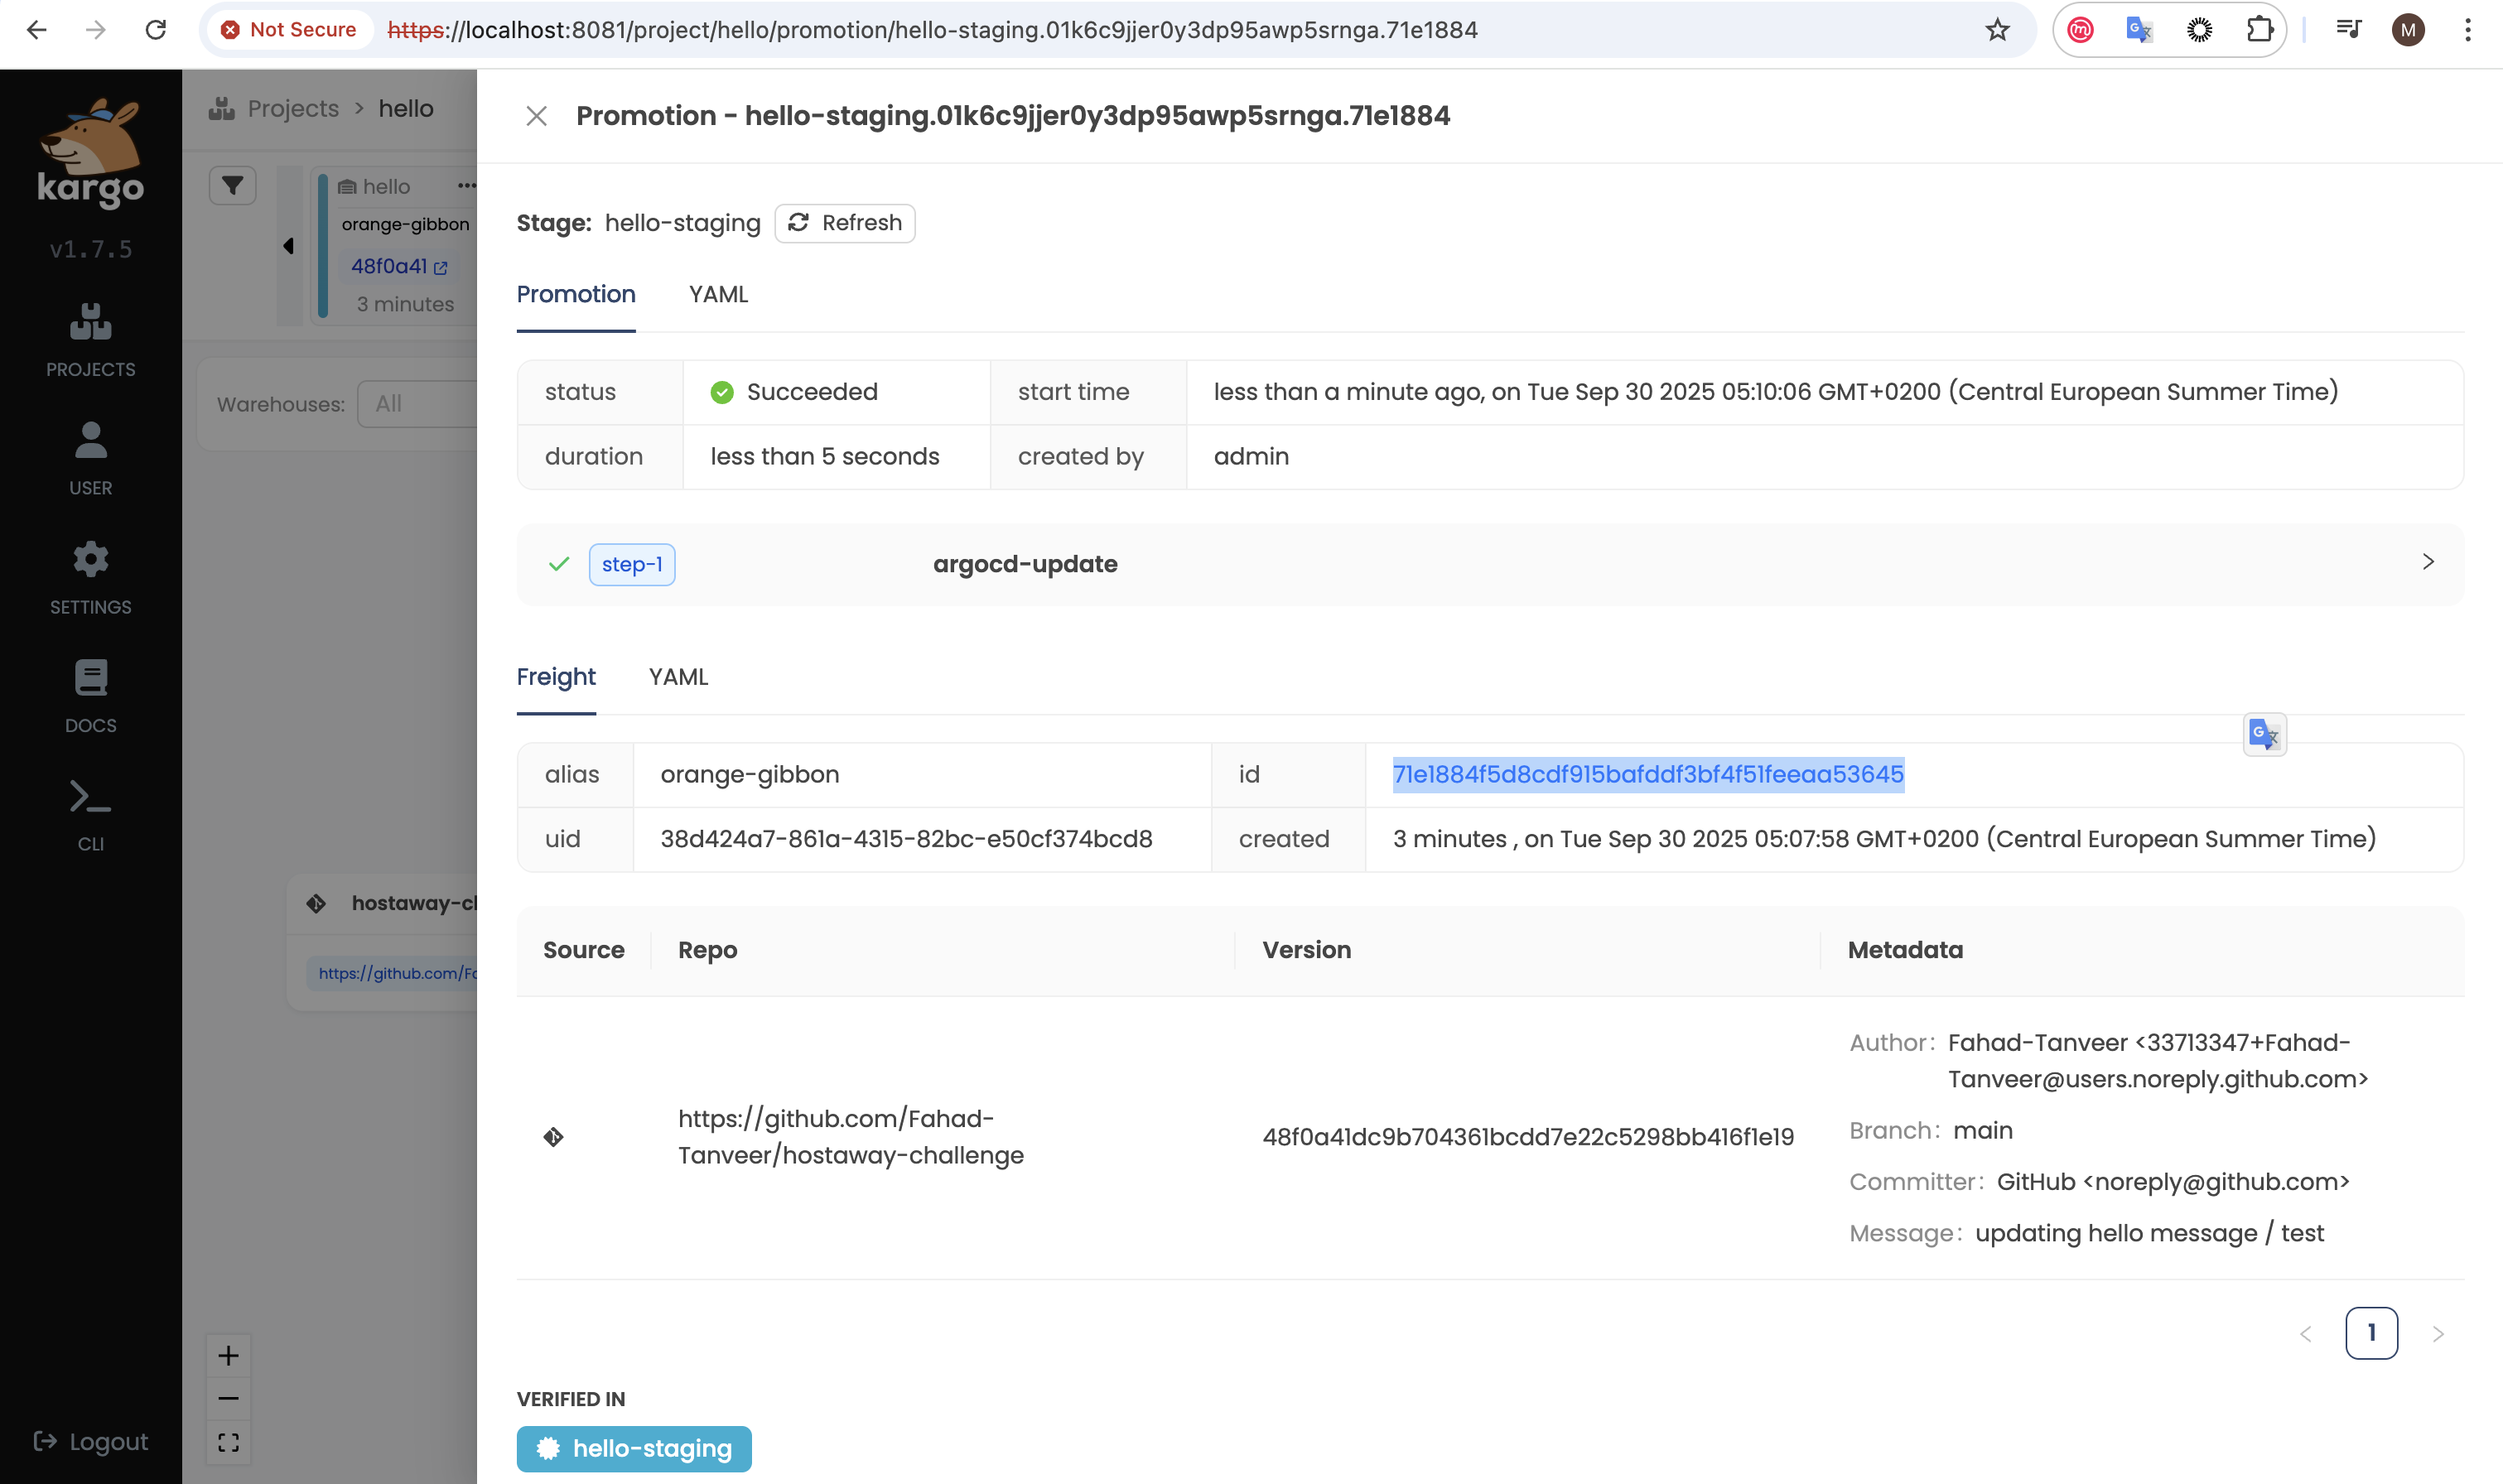 Not Secure https://localhost:8081/project/hello/promotion/hello-staging.01k6c9jjer0y3dp95awp5srnga.71e1884
M
kargo
v1.7.5
PROJECTS
USER
SETTINGS
DOCS
CLI
Logout
Projects > hello
hello
orange-gibbon
48f0a41
3 minutes
Warehouses: All
hostaway-cl
https://github.com/Fa
Promotion - hello-staging.01k6c9jjer0y3dp95awp5srnga.71e1884
Stage: hello-staging Refresh
Promotion YAML
status Succeeded start time less than a minute ago, on Tue Sep 30 2025 05:10:06 GMT+0200 (Central European Summer Time)
duration less than 5 seconds created by admin
step-1 argocd-update
Freight YAML
alias orange-gibbon id 71e1884f5d8cdf915bafddf3bf4f51feeaa53645
uid 38d424a7-861a-4315-82bc-e50cf374bcd8 created 3 minutes , on Tue Sep 30 2025 05:07:58 GMT+0200 (Central European Summer Time)
Source Repo Version Metadata
https://github.com/Fahad-
Tanveer/hostaway-challenge
48f0a41dc9b704361bcdd7e22c5298bb416f1e19
Author: Fahad-Tanveer <33713347+Fahad-
Tanveer@users.noreply.github.com>
Branch: main
Committer: GitHub <noreply@github.com>
Message: updating hello message / test
1
VERIFIED IN
hello-staging